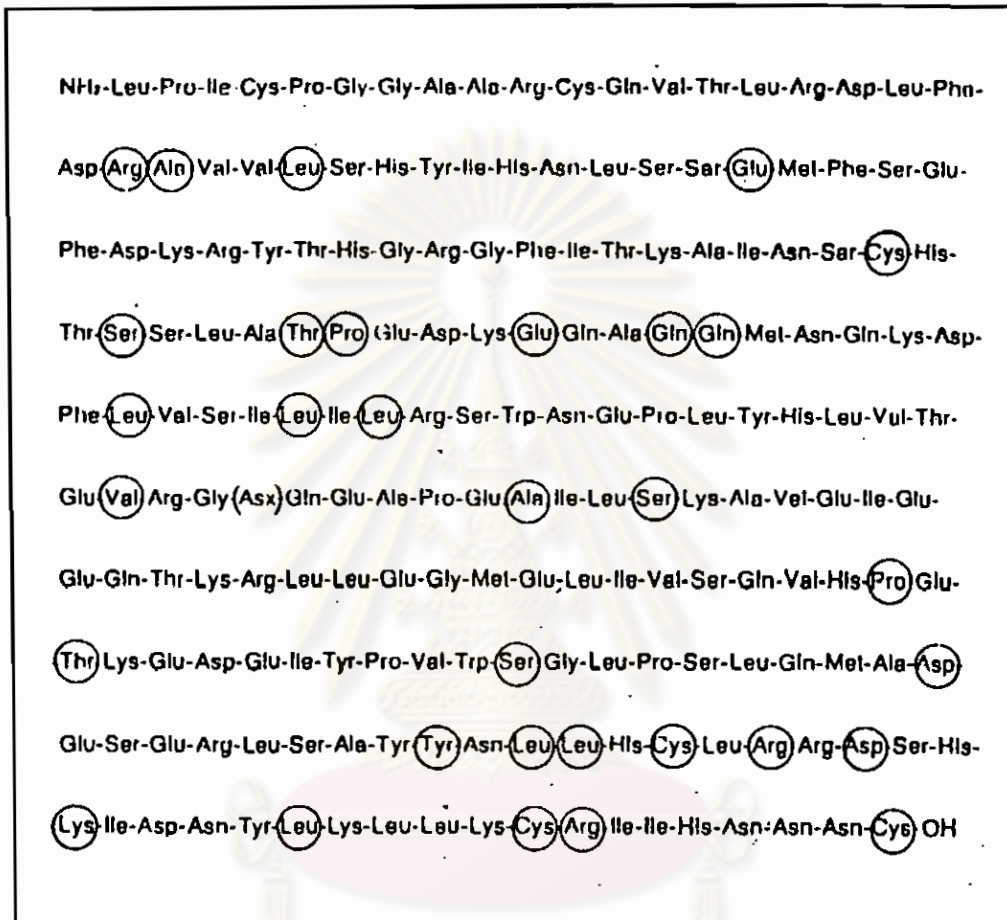 NH₂-Leu-Pro-Ile-Cys-Pro-Gly-Gly-Ala-Ala-Arg-Cys-Gln-Val-Thr-Leu-Arg-Asp-Leu-Phe-
Asp-Arg-Ala-Val-Val-Leu-Ser-His-Tyr-Ile-His-Asn-Leu-Ser-Ser-Glu-Met-Phe-Ser-Glu-
Phe-Asp-Lys-Arg-Tyr-Thr-His-Gly-Arg-Gly-Phe-Ile-Thr-Lys-Ala-Ile-Asn-Ser-Cys-His-
Thr-Ser-Ser-Leu-Ala-Thr-Pro-Glu-Asp-Lys-Glu-Gln-Ala-Gln-Gln-Met-Asn-Gln-Lys-Asp-
Phe-Leu-Val-Ser-Ile-Leu-Ile-Leu-Arg-Ser-Trp-Asn-Glu-Pro-Leu-Tyr-His-Leu-Val-Thr-
Glu-Val-Arg-Gly(Asx)Gln-Glu-Ala-Pro-Glu-Ala-Ile-Leu-Ser-Lys-Ala-Val-Glu-Ile-Glu-
Glu-Gln-Thr-Lys-Arg-Leu-Leu-Glu-Gly-Met-Glu-Leu-Ile-Val-Ser-Gln-Val-His-Pro-Glu-
Thr-Lys-Glu-Asp-Glu-Ile-Tyr-Pro-Val-Trp-Ser-Gly-Leu-Pro-Ser-Leu-Gln-Met-Ala-Asp
Glu-Ser-Glu-Arg-Leu-Ser-Ala-Tyr-Tyr-Asn-Leu-Leu-His-Cys-Leu-Arg-Arg-Asp-Ser-His-
Lys-Ile-Asp-Asn-Tyr-Leu-Lys-Leu-Leu-Lys-Cys-Arg-Ile-Ile-His-Asn-Asn-Asn-Cys-OH